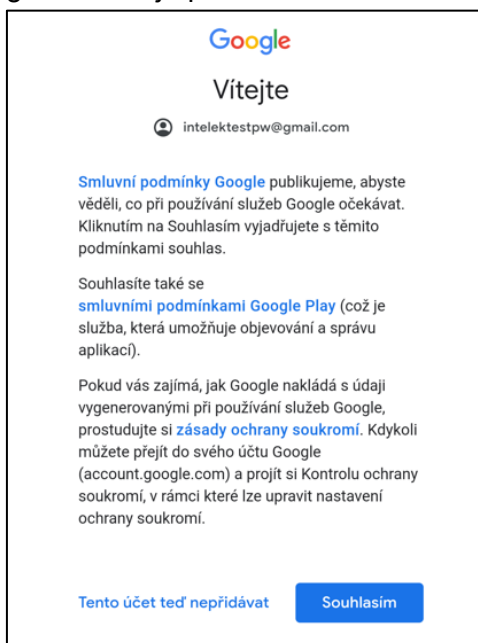 Google
Vítejte
intelektestpw@gmail.com
Smluvní podmínky Google publikujeme, abyste
věděli, co při používání služeb Google očekávat.
Kliknutím na Souhlasím vyjadřujete s těmito
podmínkami souhlas.
Souhlasíte také se
smluvními podmínkami Google Play (což je
služba, která umožňuje objevování a správu
aplikací).
Pokud vás zajímá, jak Google nakládá s údaji
vygenerovanými při používání služeb Google,
prostudujte si zásady ochrany soukromí. Kdykoli
můžete přejít do svého účtu Google
(account.google.com) a projít si Kontrolu ochrany
soukromí, v rámci které lze upravit nastavení
ochrany soukromí.
Tento účet teď nepřidávat Souhlasím